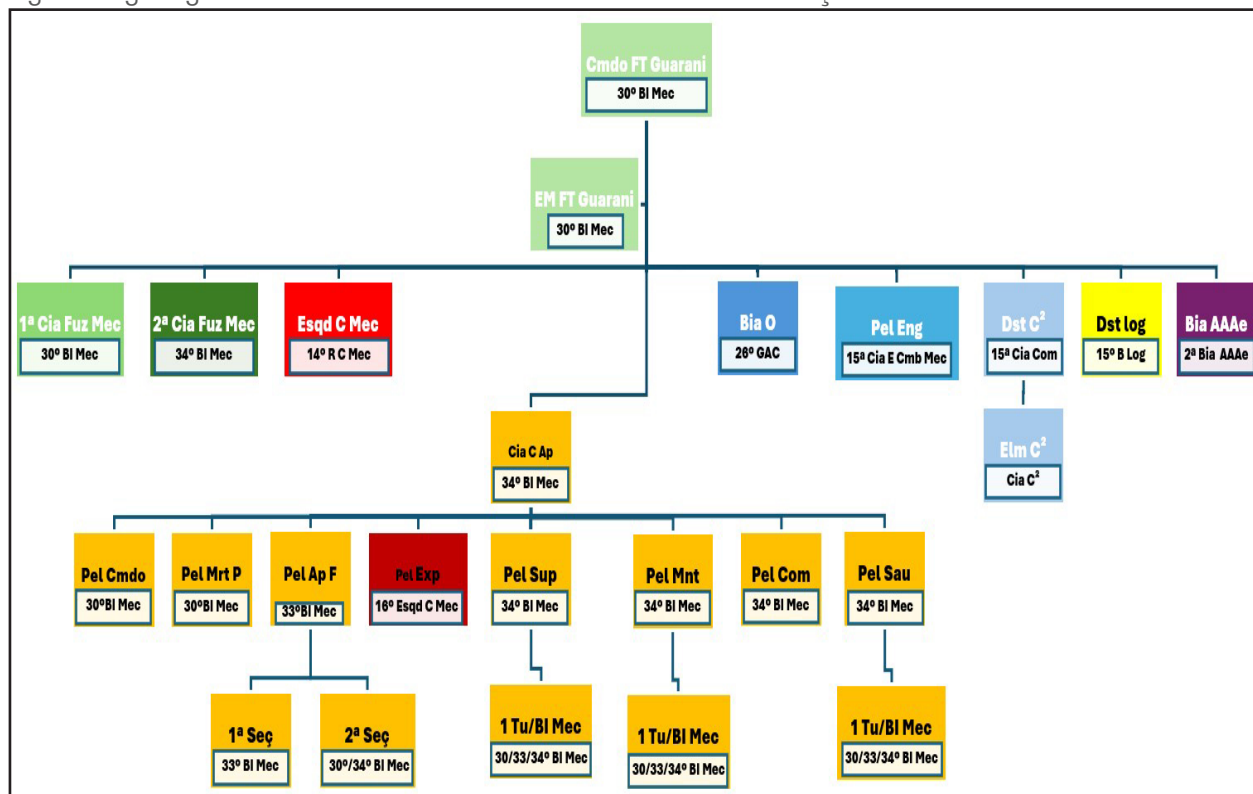 Cmdo FT Guarani
30º BI Mec
EM FT Guarani
30º BI Mec
1ª Cia Fuz Mec
30º BI Mec
2ª Cia Fuz Mec
34º BI Mec
Esqd C Mec
14º R C Mec
Bia O
26º GAC
Pel Eng
15ª Cia E Cmb Mec
Dst C²
15ª Cia Com
Dst log
15º B Log
Bia AAAe
2ª Bia AAAe
Elm C²
Cia C²
Cia C Ap
34º BI Mec
Pel Cmdo
30ºBI Mec
Pel Mrt P
30ºBI Mec
Pel Ap F
33ºBI Mec
Pel Exp
16º Esqd C Mec
Pel Sup
34º BI Mec
Pel Mnt
34º BI Mec
Pel Com
34º BI Mec
Pel Sau
34º BI Mec
1ª Seç
33º BI Mec
2ª Seç
30º/34º BI Mec
1 Tu/BI Mec
30/33/34º BI Mec
1 Tu/BI Mec
30/33/34º BI Mec
1 Tu/BI Mec
30/33/34º BI Mec